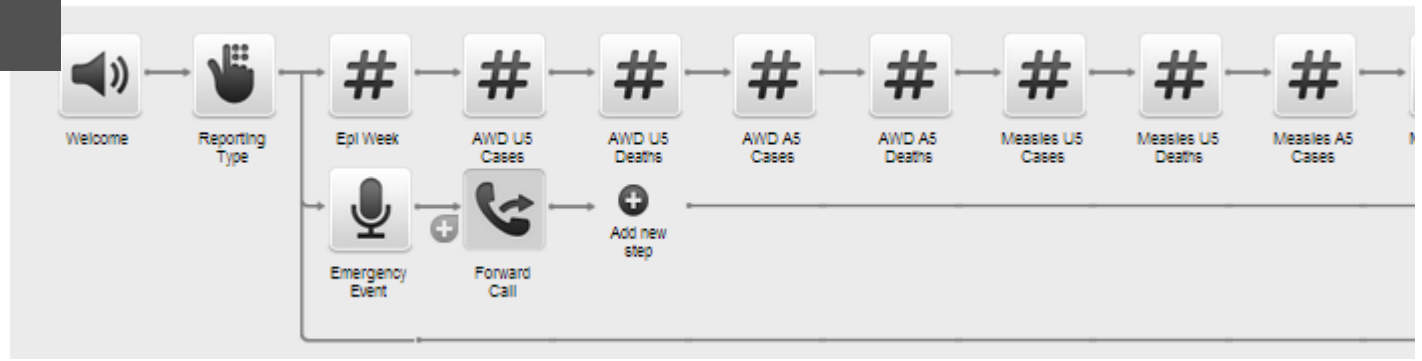 Welcome
Reporting
Type
Epi Week
AWD U5
Cases
AWD U5
Deaths
AWD A5
Cases
AWD A5
Deaths
Measles U5
Cases
Measles U5
Deaths
Measles A5
Cases
Emergency
Event
Forward
Call
Add new
step